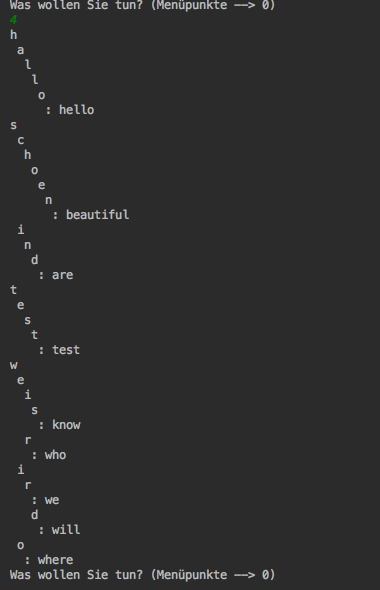 Was wollen Sie tun? (Menüpunkte --> 0)
4
h
a
l
l
o
: hello
s
c
h
o
e
n
: beautiful
i
n
d
: are
t
e
s
t
: test
w
e
i
s
: know
r
: who
i
r
: we
d
: will
o
: where
Was wollen Sie tun? (Menüpunkte --> 0)